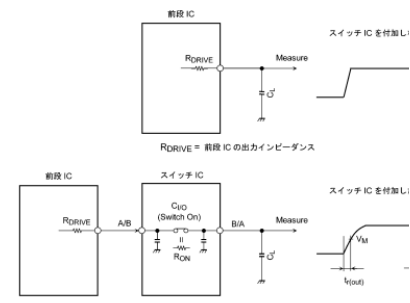 前段 IC
スイッチ IC を付加し
RDRIVE
Measure
CL
RDRIVE = 前段 IC の出力インピーダンス
前段 IC
スイッチ IC
スイッチ IC を付加し
CI/O
(Switch On)
RDRIVE
A/B
B/A
Measure
RON
CL
VM
tr(out)